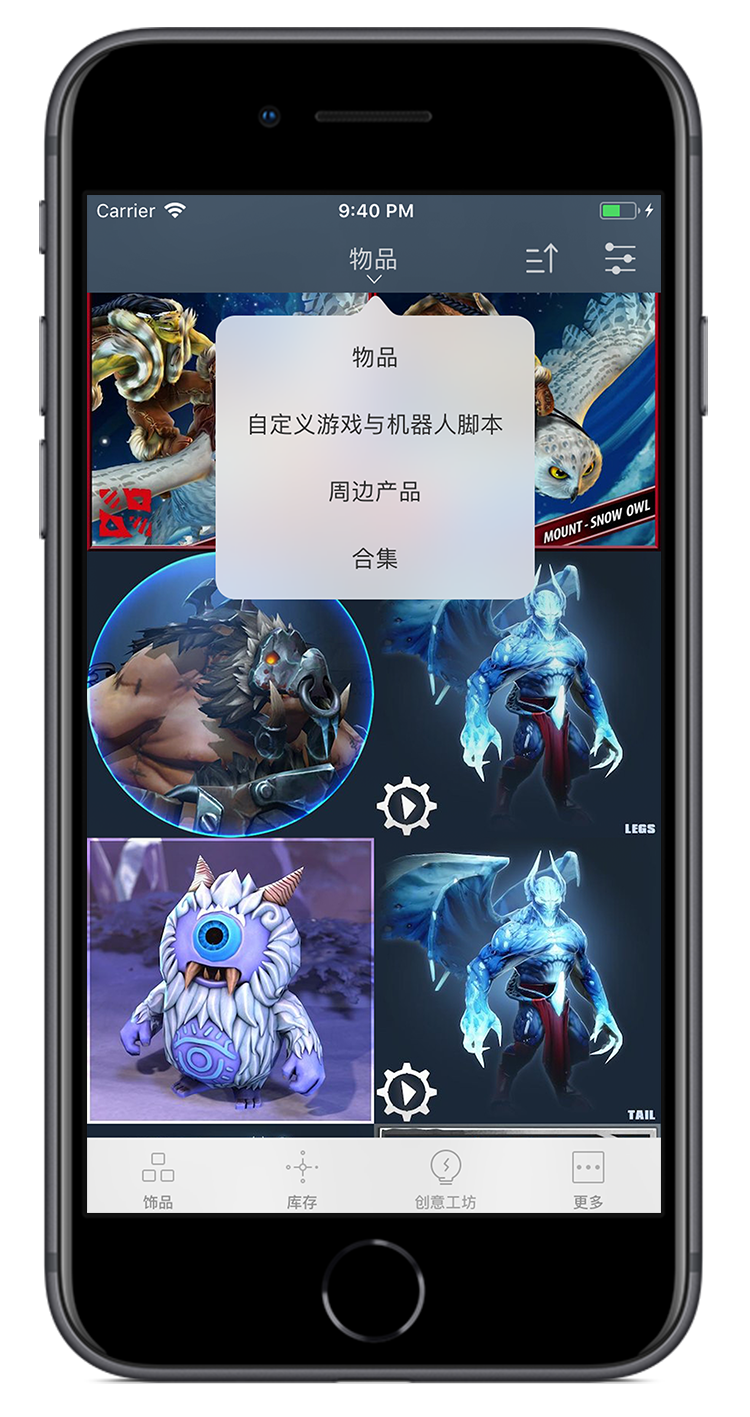 Carrier
9:40 PM
物品
物品
自定义游戏与机器人脚本
周边产品
合集
MOUNT - SNOW OWL
LEGS
TAIL
饰品
库存
创意工坊
更多